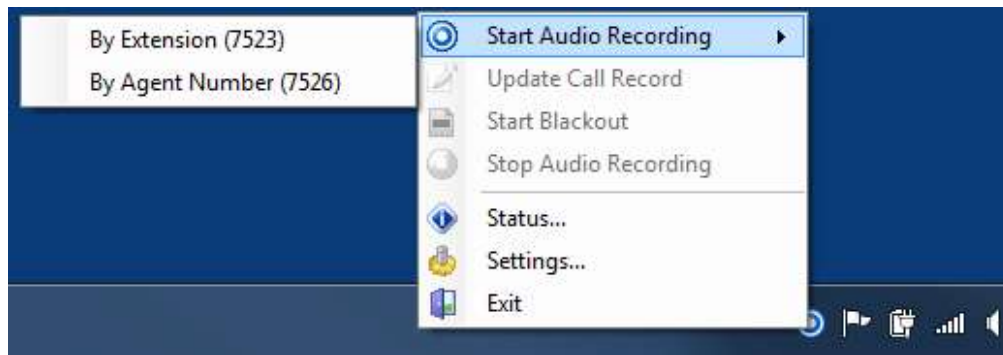 By Extension (7523)
By Agent Number (7526)
Start Audio Recording
Update Call Record
Start Blackout
Stop Audio Recording
Status...
Settings...
Exit